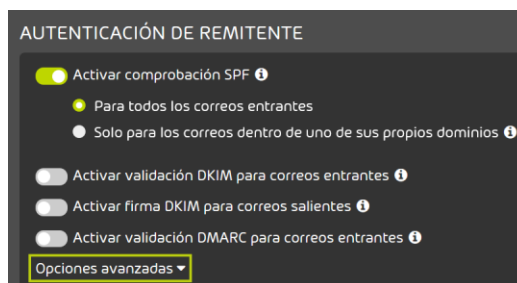 AUTENTICACIÓN DE REMITENTE
Activar comprobación SPF
Para todos los correos entrantes
Solo para los correos dentro de uno de sus propios dominios
Activar validación DKIM para correos entrantes
Activar firma DKIM para correos salientes
Activar validación DMARC para correos entrantes
Opciones avanzadas